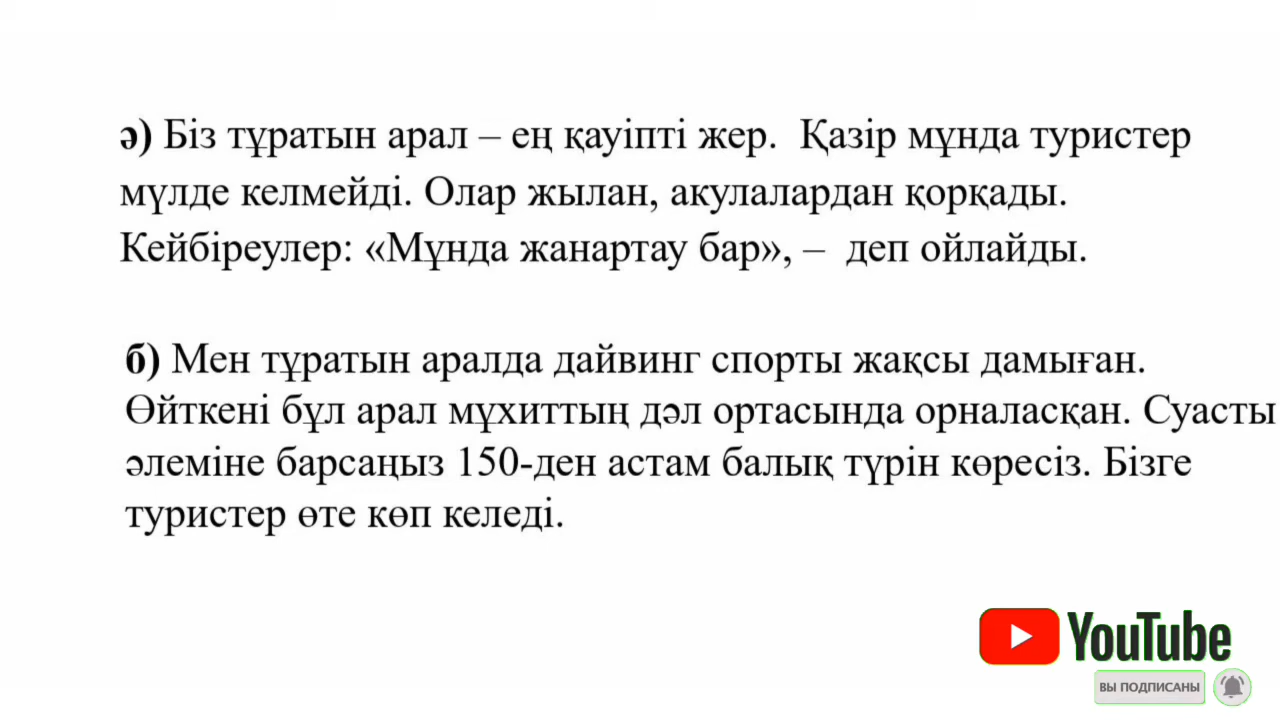 ә) Біз тұратын арал – ең қауіпті жер. Қазір мұнда туристер
мүлде келмейді. Олар жылан, акулалардан қорқады.
Кейбіреулер: «Мұнда жанартау бар», – деп ойлайды.
б) Мен тұратын аралда дайвинг спорты жақсы дамыған.
Өйткені бұл арал мұхиттың дәл ортасында орналасқан. Суасты
әлеміне барсаңыз 150-ден астам балық түрін көресіз. Бізге
туристер өте көп келеді.
YouTube
ВЫ ПОДПИСАНЫ